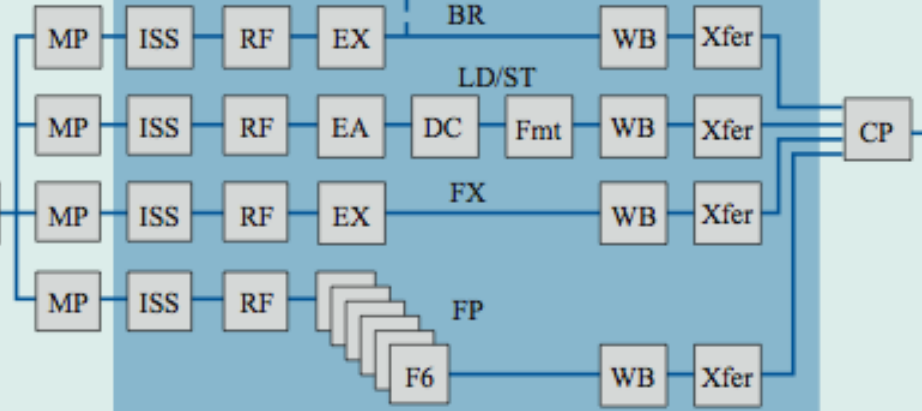 BR
MP ISS RF EX WB Xfer
LD/ST
MP ISS RF EA DC Fmt WB Xfer CP
FX
MP ISS RF EX WB Xfer
MP ISS RF FP
F6 WB Xfer